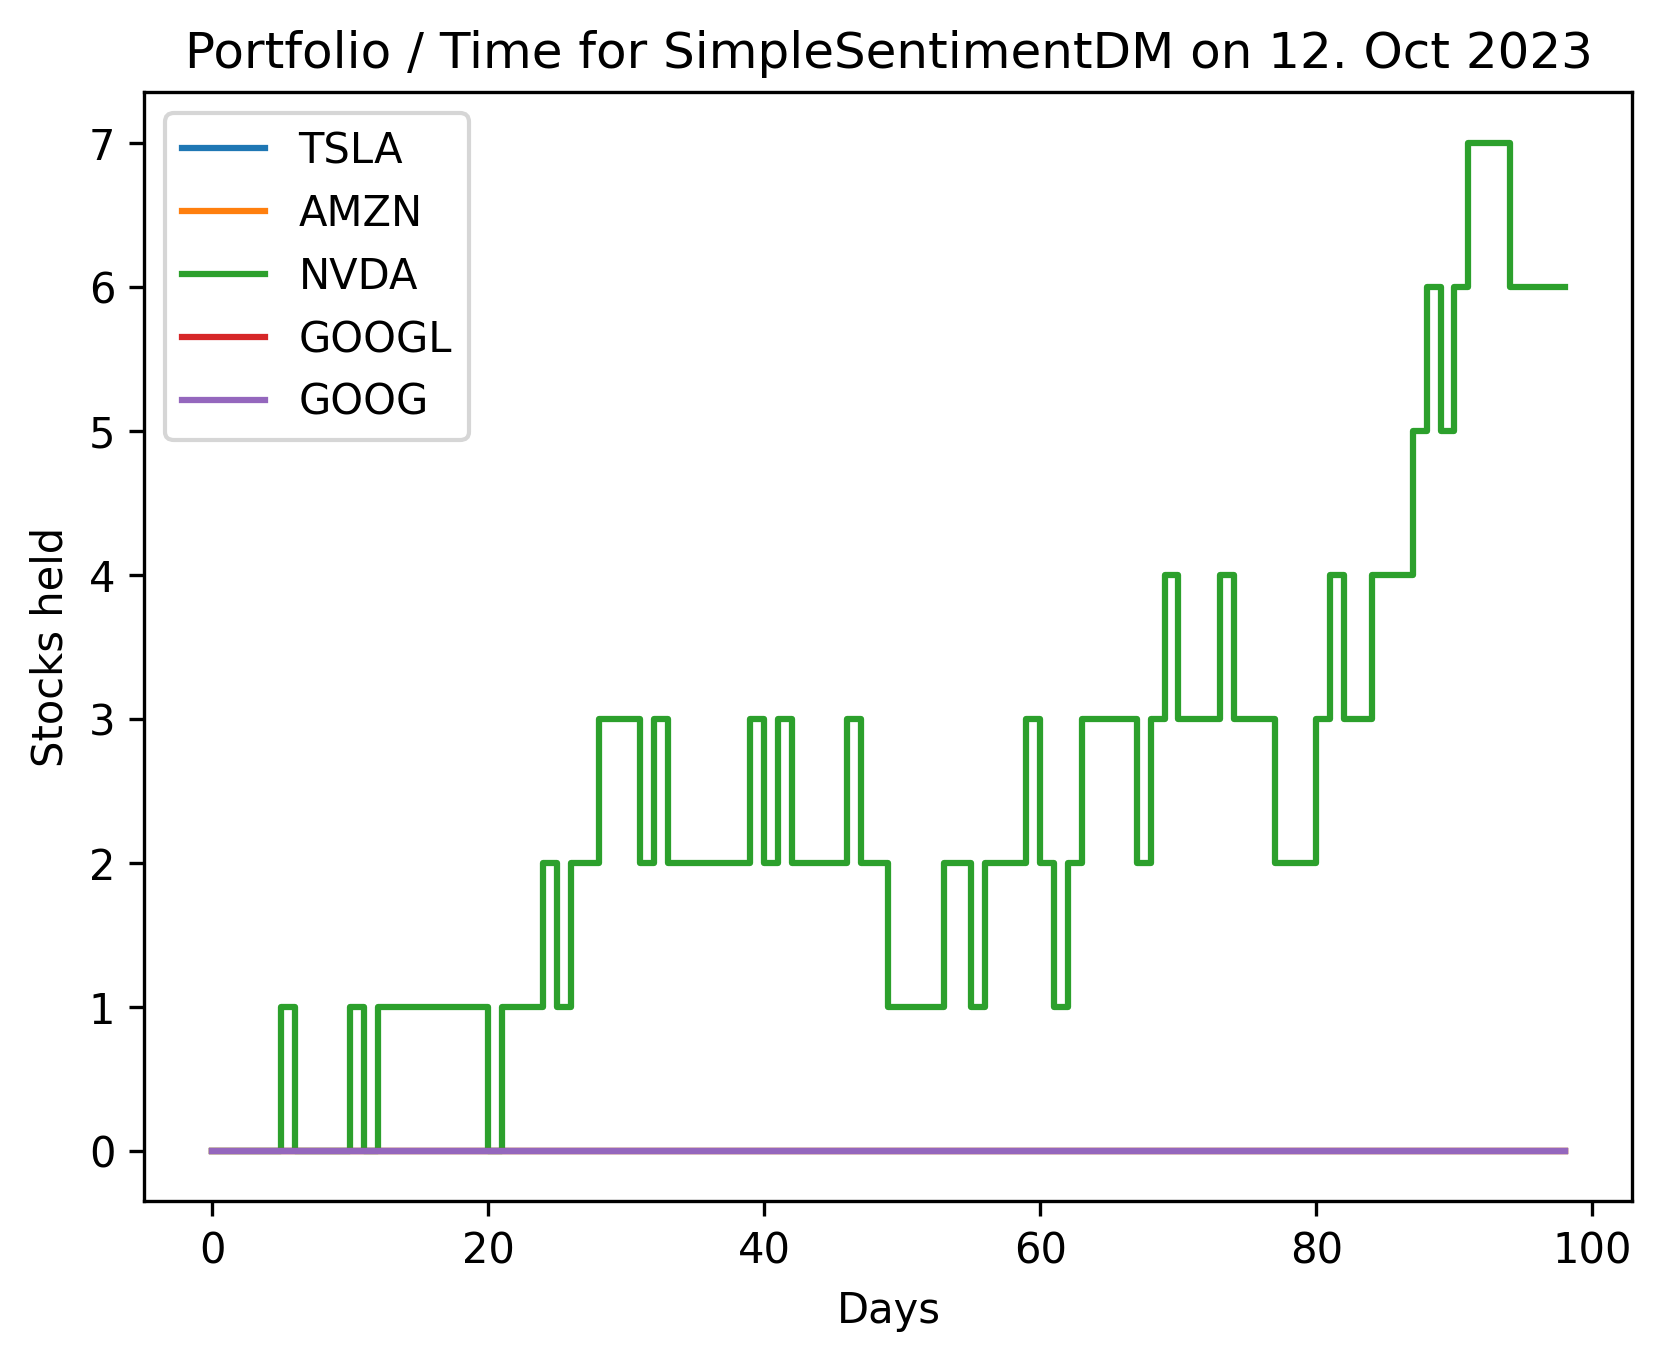 Portfolio / Time for SimpleSentimentDM on 12. Oct 2023
TSLA
AMZN
NVDA
GOOGL
GOOG
Stocks held
7
6
5
4
3
2
1
0
0 20 40 60 80 100
Days